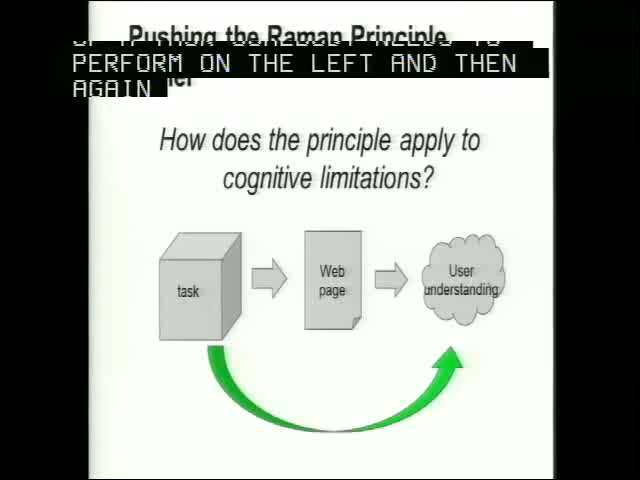 Pushing the Raman Principle
PERFORM ON THE LEFT AND THEN
AGAIN
How does the principle apply to
cognitive limitations?
task
Web
page
User
understanding